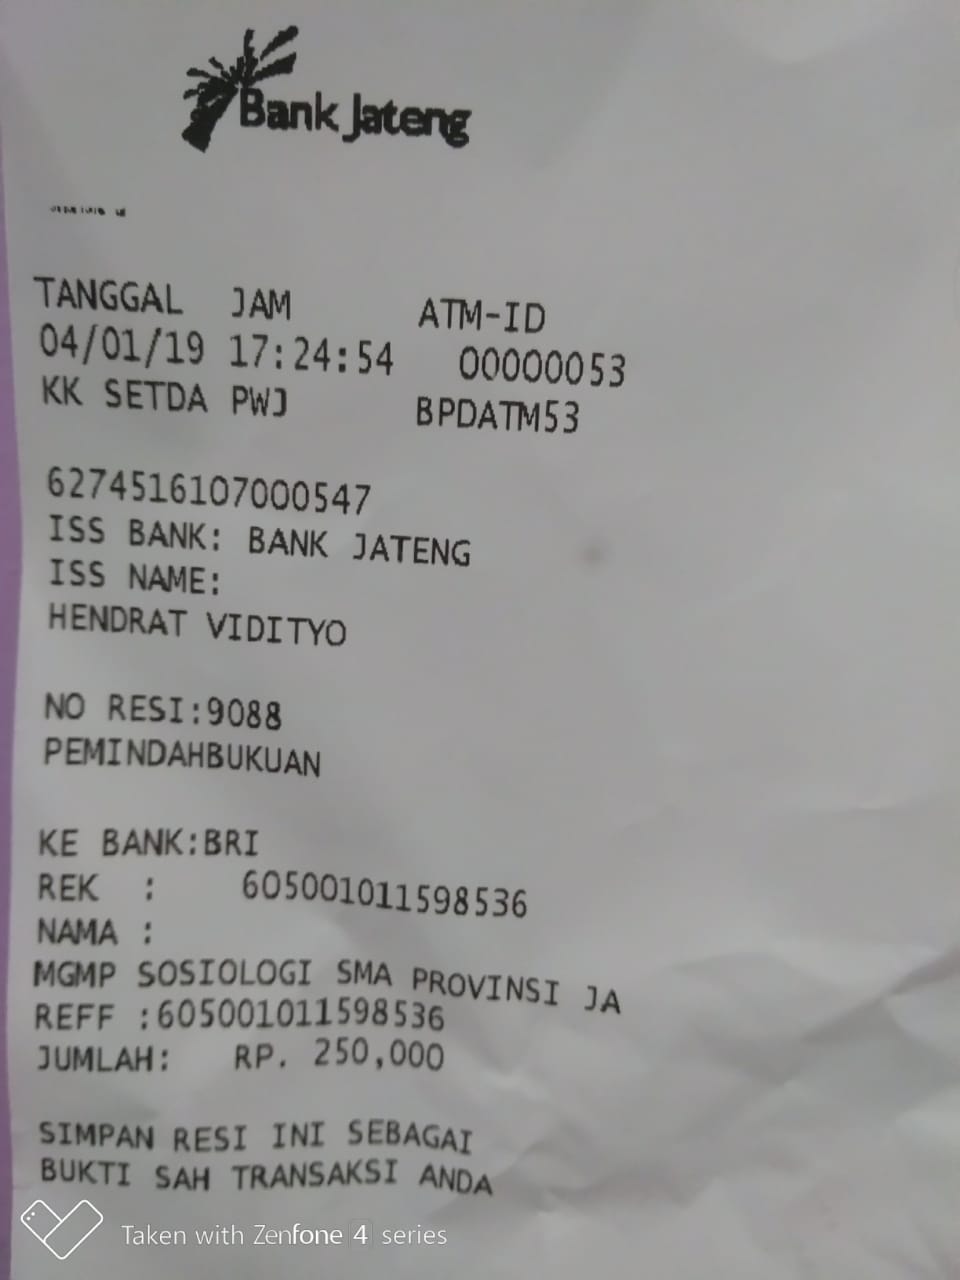 Bank Jateng
TANGGAL JAM ATM-ID
04/01/19 17:24:54 00000053
KK SETDA PWJ BPDATM53
6274516107000547
ISS BANK: BANK JATENG
ISS NAME:
HENDRAT VIDITYO
NO RESI:9088
PEMINDAHBUKUAN
KE BANK:BRI
REK : 605001011598536
NAMA :
MGMP SOSIOLOGI SMA PROVINSI JA
REFF :605001011598536
JUMLAH: RP. 250,000
SIMPAN RESI INI SEBAGAI
BUKTI SAH TRANSAKSI ANDA
Taken with Zenfone 4 series